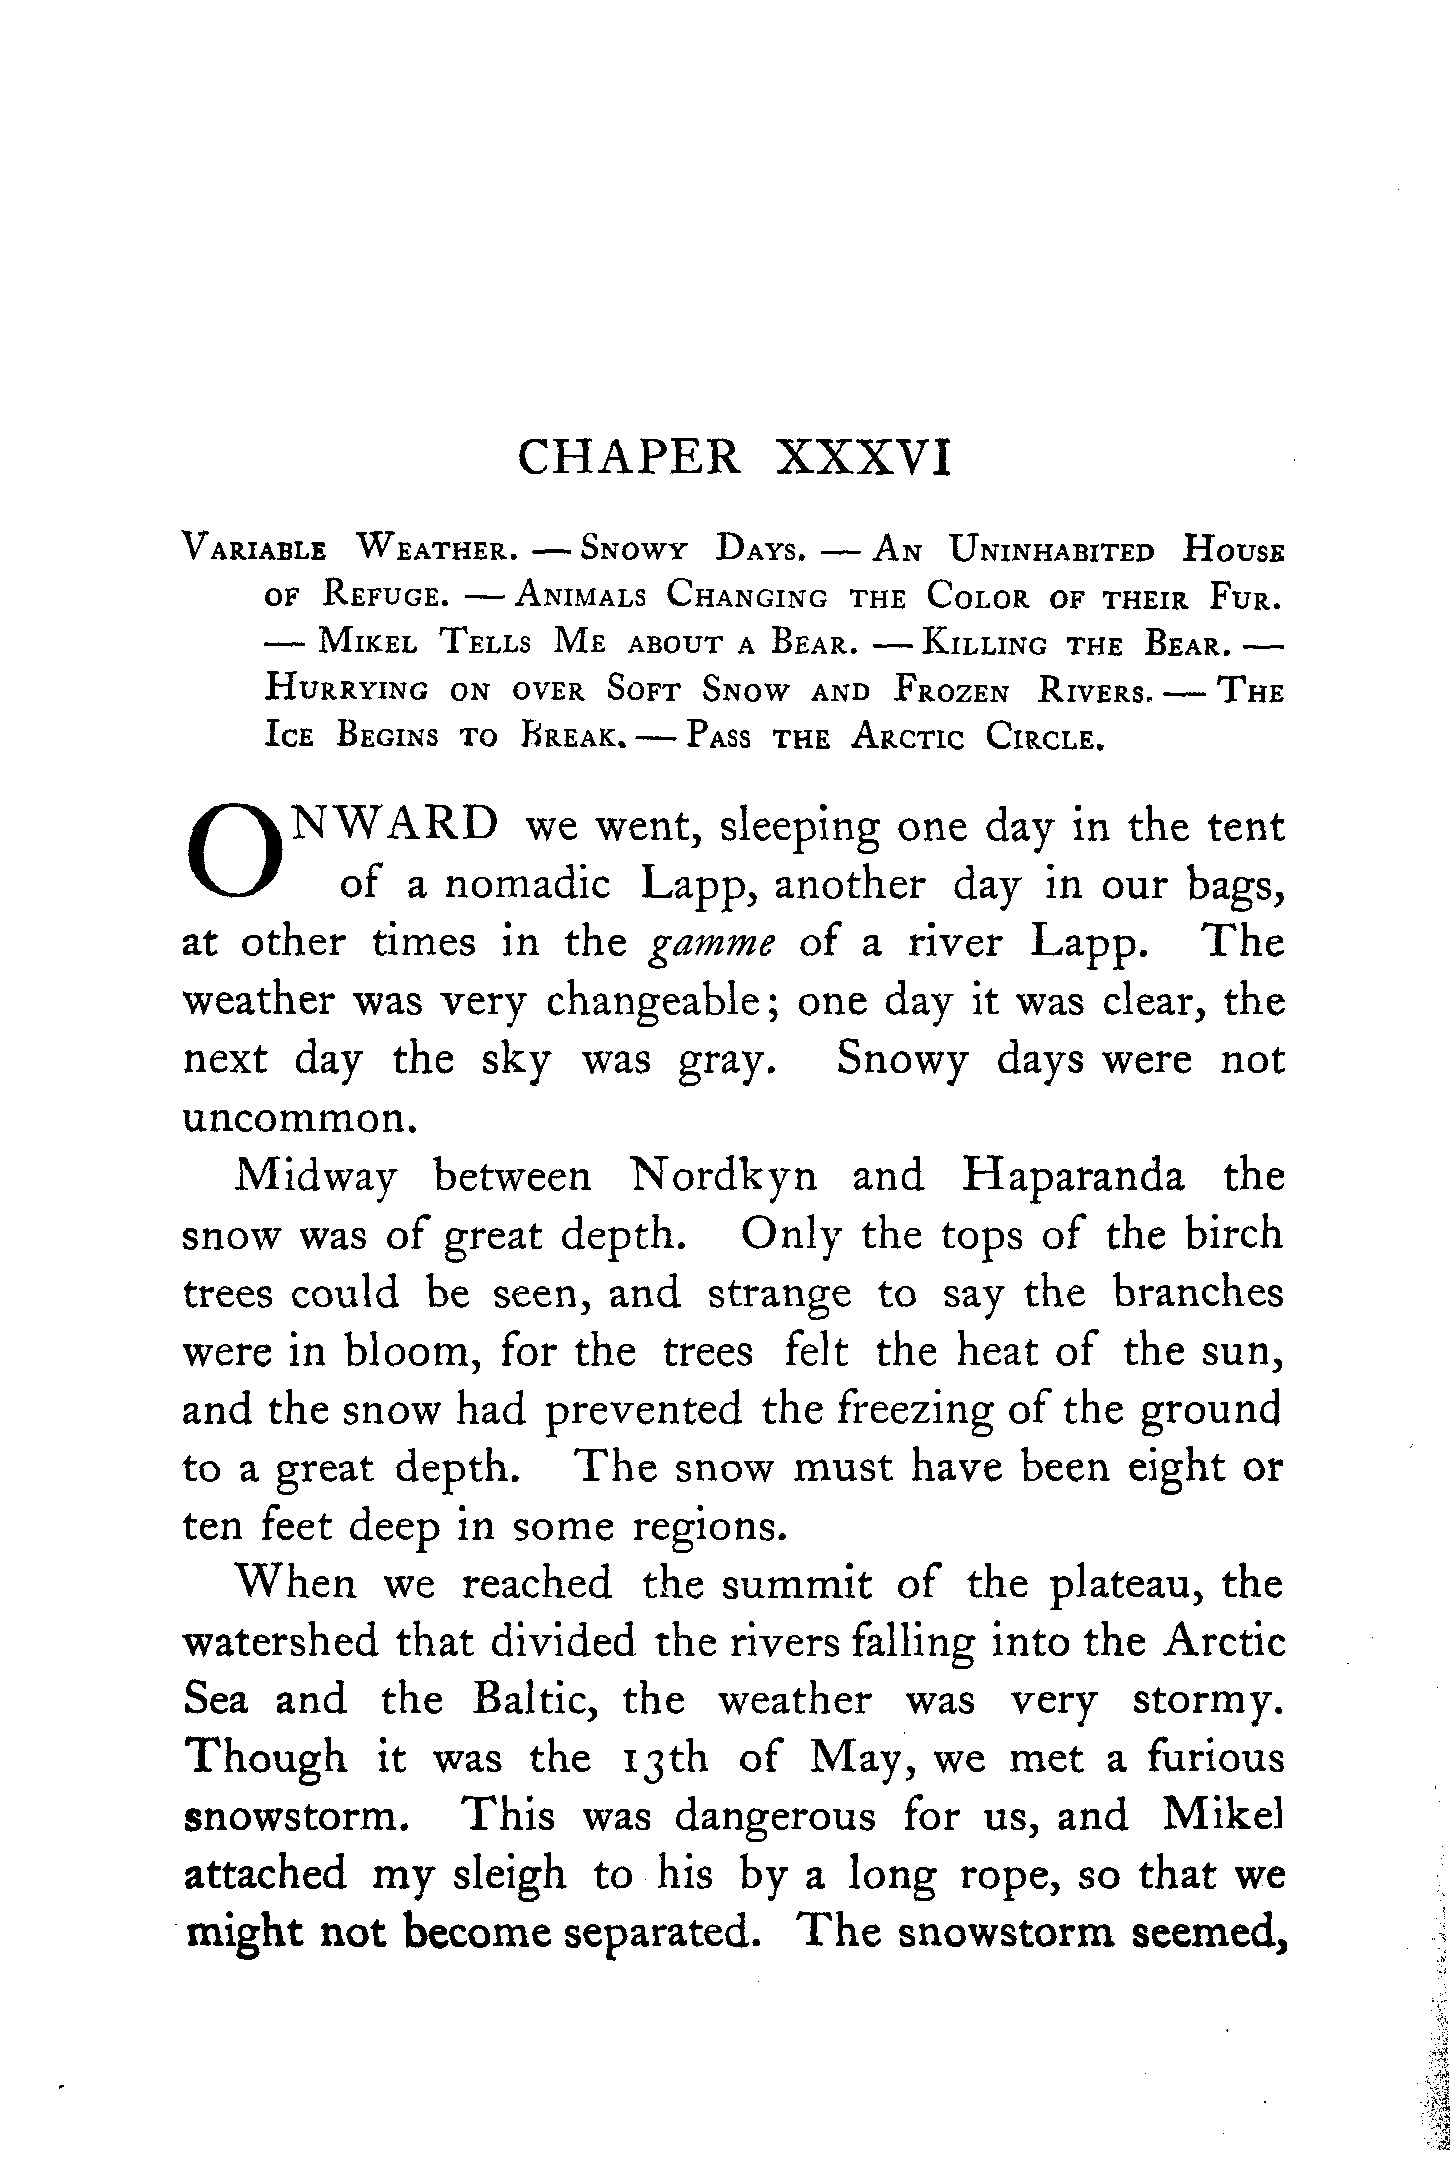 CHAPER XXXVI
Variable Weather. — Snowy Days. — An Uninhabited House
of Refuge. — Animals Changing the Color of their Fur.
— Mikel Tells Me about a Bear. — Killing the Bear. —
Hurrying on over Soft Snow and Frozen Rivers. — The
Ice Begins to Break. — Pass the Arctic Circle.
ONWARD we went, sleeping one day in the tent
of a nomadic Lapp, another day in our bags,
at other times in the gamme of a river Lapp. The
weather was very changeable; one day it was clear, the
next day the sky was gray. Snowy days were not
uncommon.
Midway between Nordkyn and Haparanda the
snow was of great depth. Only the tops of the birch
trees could be seen, and strange to say the branches
were in bloom, for the trees felt the heat of the sun,
and the snow had prevented the freezing of the ground
to a great depth. The snow must have been eight or
ten feet deep in some regions.
When we reached the summit of the plateau, the
watershed that divided the rivers falling into the Arctic
Sea and the Baltic, the weather was very stormy.
Though it was the 13th of May, we met a furious
snowstorm. This was dangerous for us, and Mikel
attached my sleigh to his by a long rope, so that we
might not become separated. The snowstorm seemed,